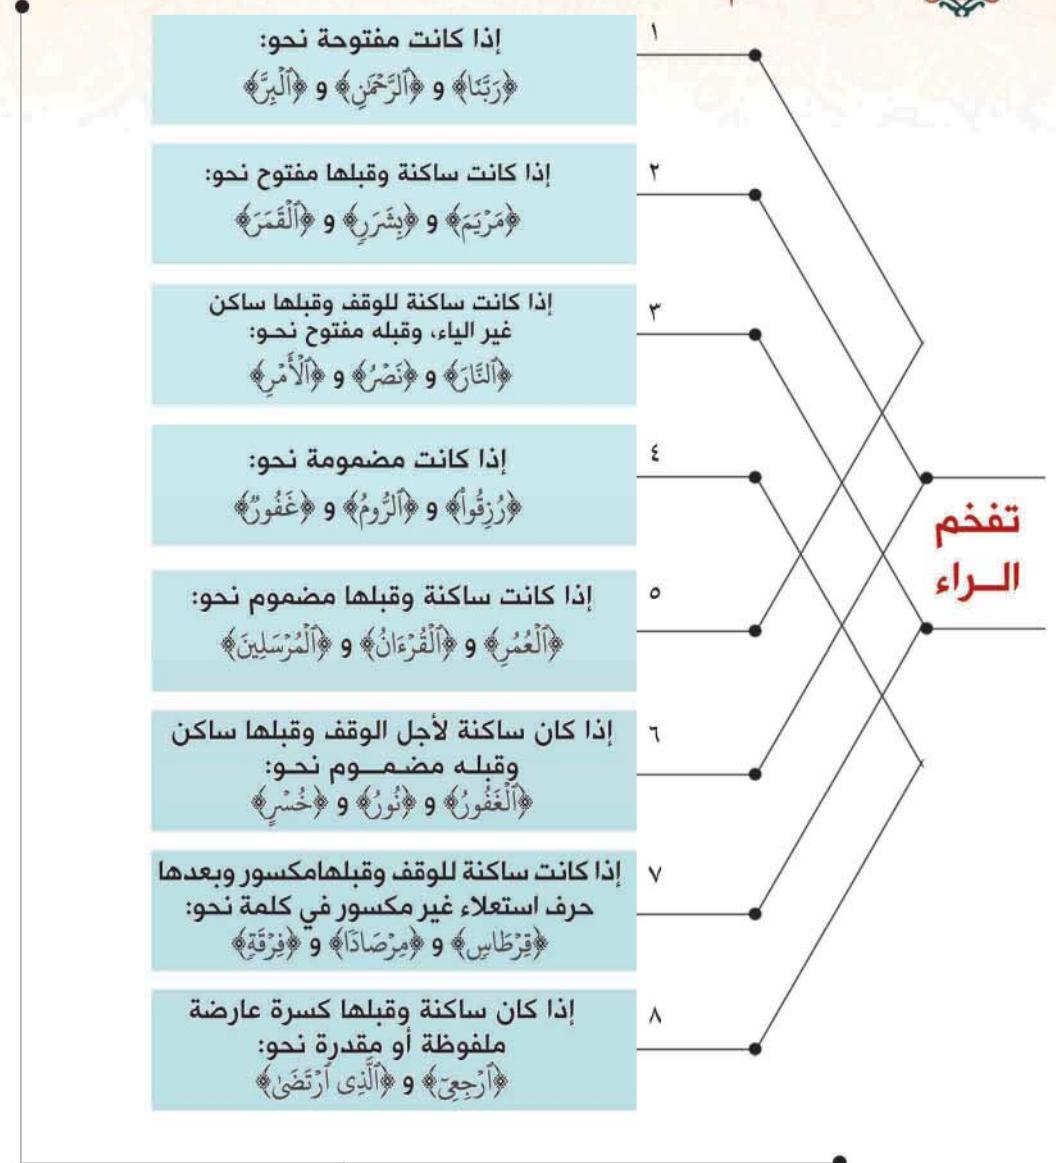 ١
إذا كانت مفتوحة نحو:
﴿رَبَّنَا﴾ و ﴿ٱلرَّحْمَٰنِ﴾ و ﴿ٱلْبِرَّ﴾
٢
إذا كانت ساكنة وقبلها مفتوح نحو:
﴿مَرْيَمَ﴾ و ﴿بِشَرَرٍ﴾ و ﴿ٱلْقَمَرَ﴾
٣
إذا كانت ساكنة للوقف وقبلها ساكن
غير الياء، وقبله مفتوح نحـو:
﴿ٱلنَّارَ﴾ و ﴿نَصْرُ﴾ و ﴿ٱلْأَمْرِ﴾
٤
إذا كانت مضمومة نحو:
﴿رُزِقُوا۟﴾ و ﴿ٱلرُّومُ﴾ و ﴿غَفُورٌ﴾
٥
إذا كانت ساكنة وقبلها مضموم نحو:
﴿ٱلْعُمُرِ﴾ و ﴿ٱلْقُرْءَانُ﴾ و ﴿ٱلْمُرْسَلِينَ﴾
٦
إذا كان ساكنة لأجل الوقف وقبلها ساكن
وقبلـه مضـمــوم نحـو:
﴿ٱلْغَفُورُ﴾ و ﴿نُورُ﴾ و ﴿خُسْرٍ﴾
٧
إذا كانت ساكنة للوقف وقبلهامكسور وبعدها
حرف استعلاء غير مكسور في كلمة نحو:
﴿قِرْطَاسٍ﴾ و ﴿مِرْصَادًا﴾ و ﴿فِرْقَةٍ﴾
٨
إذا كان ساكنة وقبلها كسرة عارضة
ملفوظة أو مقدرة نحو:
﴿ٱرْجِعِىٓ﴾ و ﴿ٱلَّذِى ٱرْتَضَىٰ﴾
تفخم
الــراء